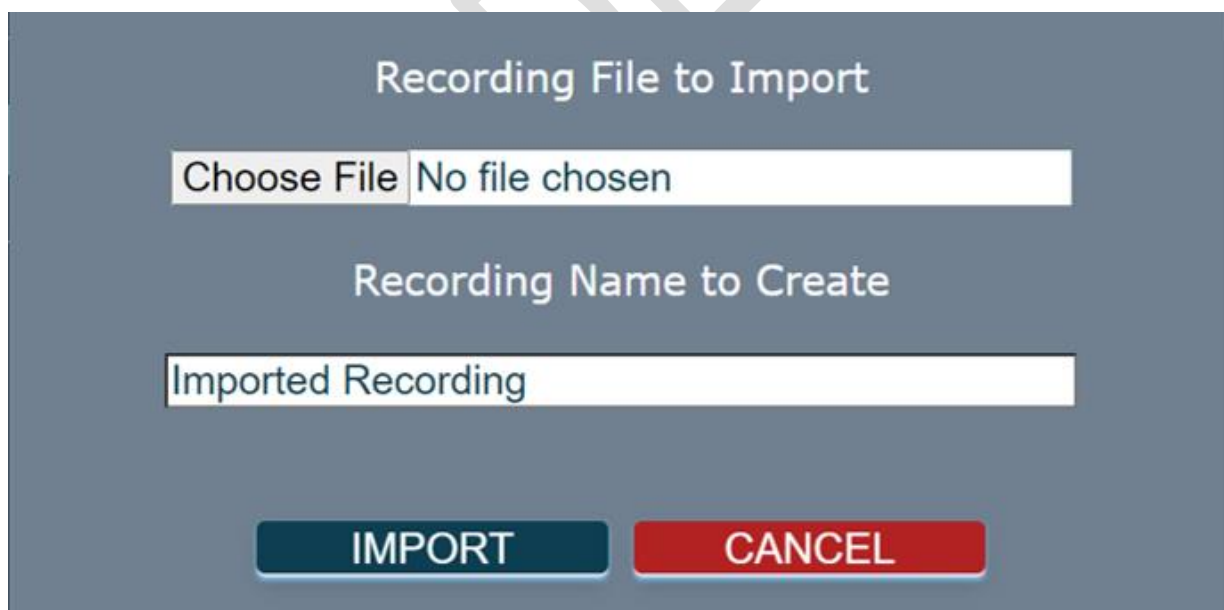 Recording File to Import
Choose File No file chosen
Recording Name to Create
Imported Recording
IMPORT CANCEL